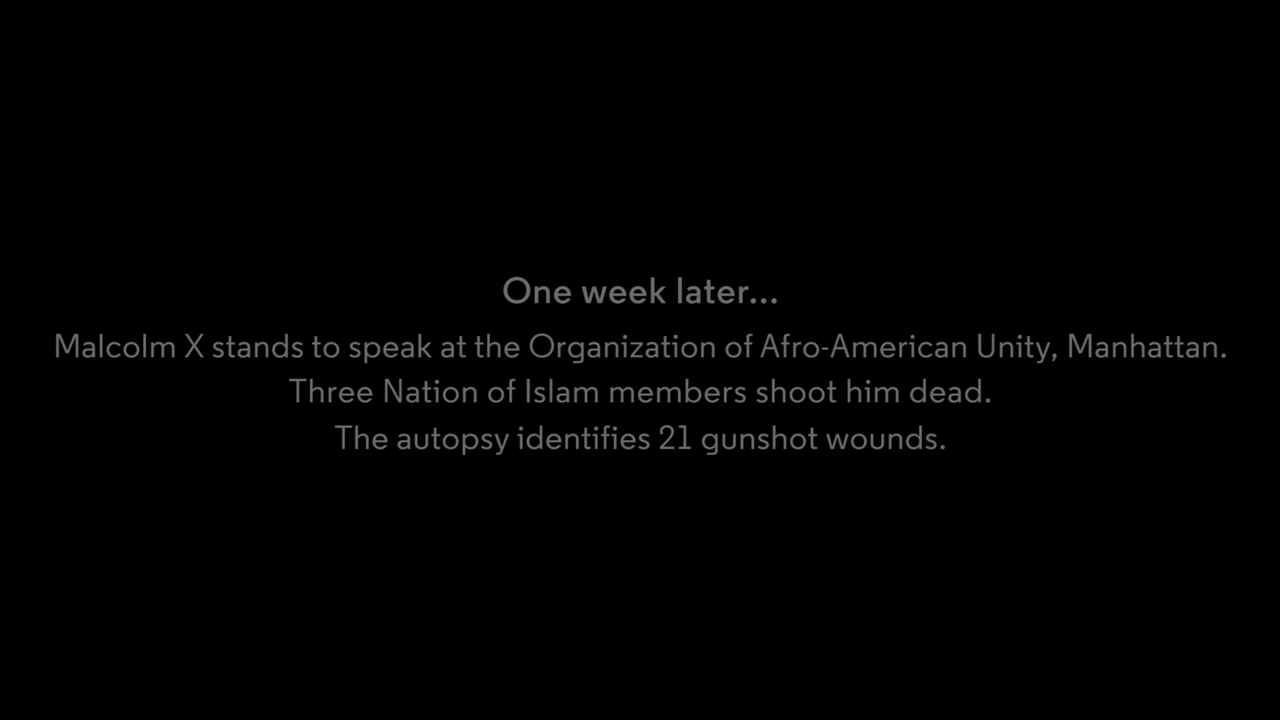 One week later...
Malcolm X stands to speak at the Organization of Afro-American Unity, Manhattan.
Three Nation of Islam members shoot him dead.
The autopsy identifies 21 gunshot wounds.